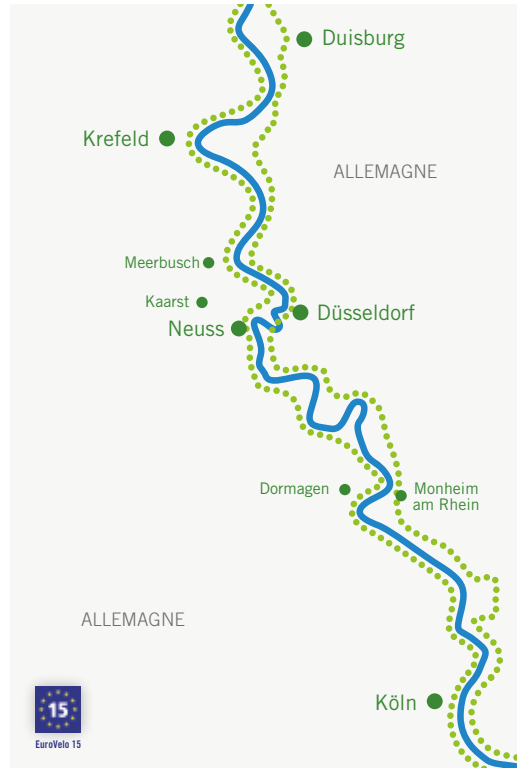 Duisburg
Krefeld
ALLEMAGNE
Meerbusch
Kaarst
Düsseldorf
Neuss
Dormagen
Monheim
am Rhein
ALLEMAGNE
Köln
15
EuroVelo 15